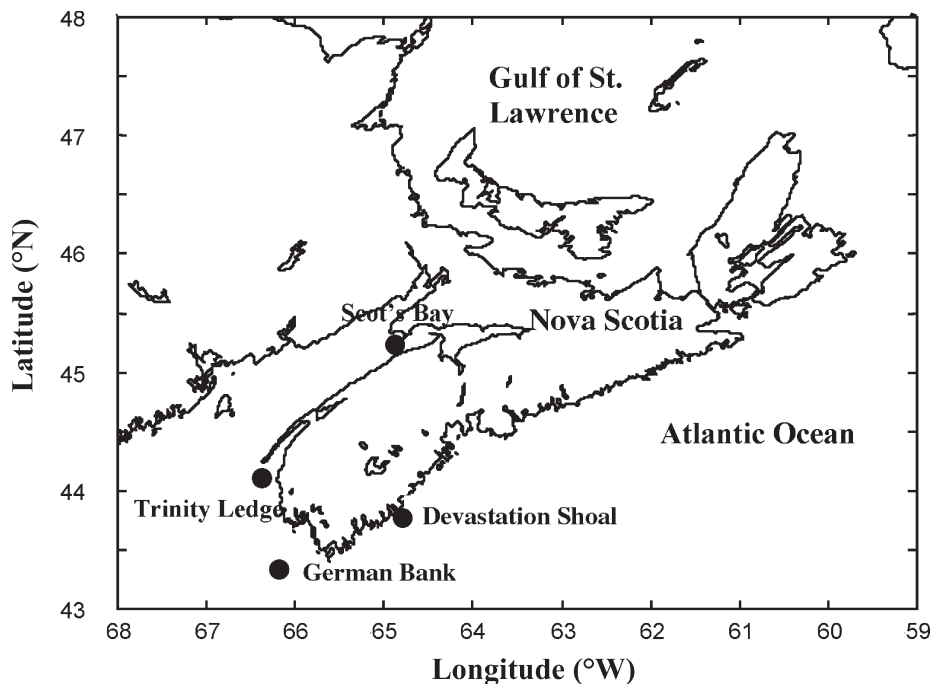 48
47
46
45
44
43
Latitude (°N)
Gulf of St.
Lawrence
Scot's Bay
Nova Scotia
Atlantic Ocean
Trinity Ledge
Devastation Shoal
German Bank
68 67 66 65 64 63 62 61 60 59
Longitude (°W)